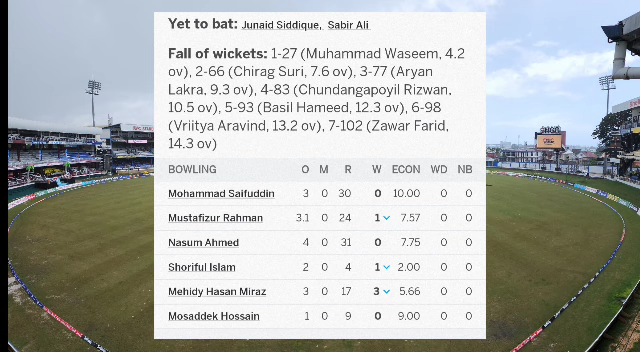 Yet to bat: Junaid Siddique, Sabir Ali
Fall of wickets: 1-27 (Muhammad Waseem, 4.2
ov), 2-66 (Chirag Suri, 7.6 ov), 3-77 (Aryan
Lakra, 9.3 ov), 4-83 (Chundangapoyil Rizwan,
10.5 ov), 5-93 (Basil Hameed, 12.3 ov), 6-98
(Vriitya Aravind, 13.2 ov), 7-102 (Zawar Farid,
14.3 ov)
BOWLING O M R W ECON WD NB
Mohammad Saifuddin 3 0 30 0 10.00 0 0
Mustafizur Rahman 3.1 0 24 1 7.57 0 0
Nasum Ahmed 4 0 31 0 7.75 0 0
Shoriful Islam 2 0 4 1 2.00 0 0
Mehidy Hasan Miraz 3 0 17 3 5.66 0 0
Mosaddek Hossain 1 0 9 0 9.00 0 0